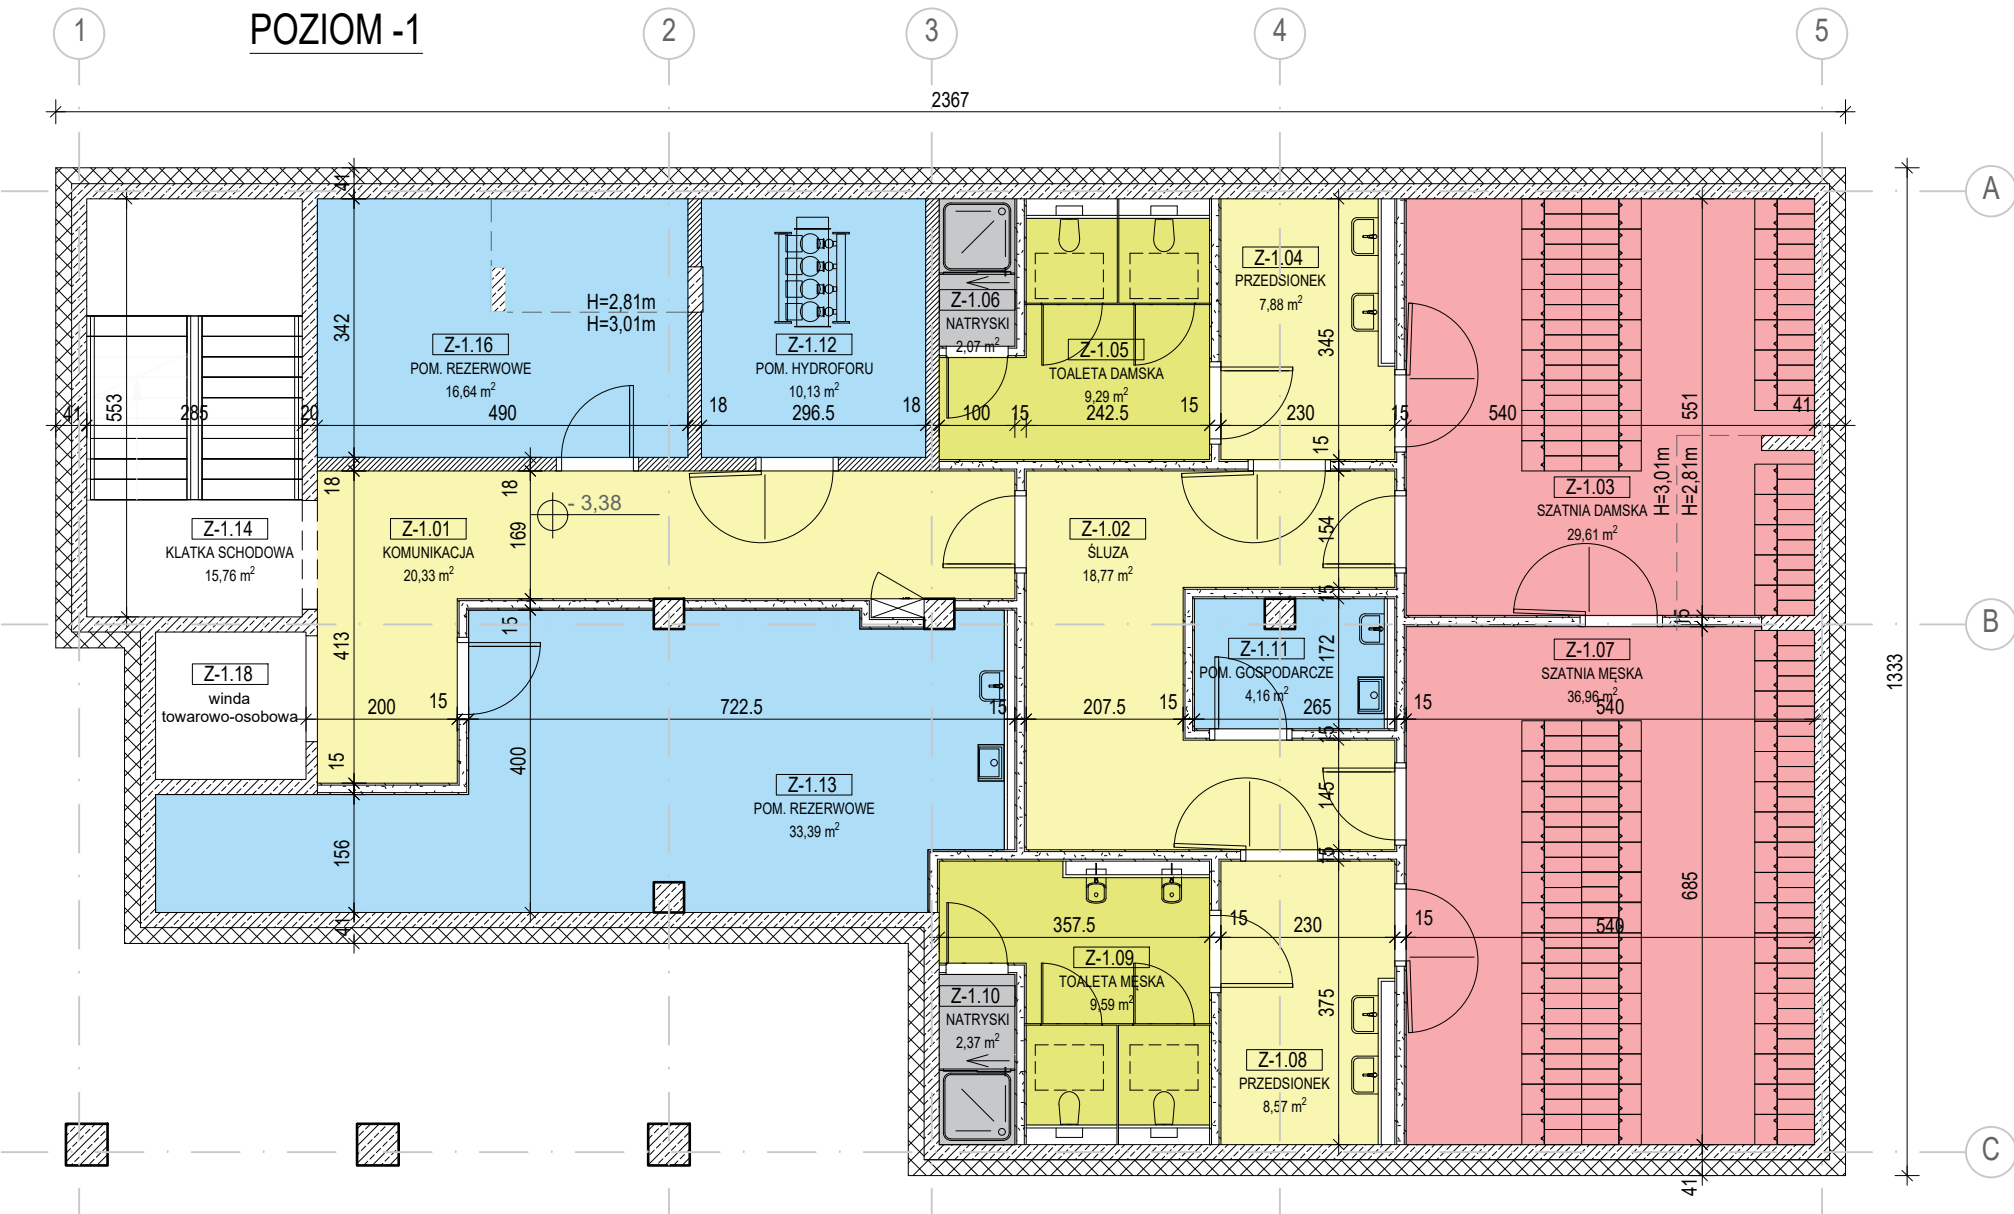 POZIOM -1
1
2
3
4
5
2367
A
B
C
1333
41
342
553
41
285
20
490
18
296.5
18
100
15
242.5
15
230
15
540
41
H=2,81m
H=3,01m
Z-1.16
POM. REZERWOWE
16,64 m²
Z-1.12
POM. HYDROFORU
10,13 m²
Z-1.06
NATRYSKI
2,07 m²
Z-1.05
TOALETA DAMSKA
9,29 m²
Z-1.04
PRZEDSIONEK
7,88 m²
345
15
551
H=3,01m
H=2,81m
Z-1.03
SZATNIA DAMSKA
29,61 m²
18
18
169
- 3,38
Z-1.14
KLATKA SCHODOWA
15,76 m²
Z-1.01
KOMUNIKACJA
20,33 m²
Z-1.02
ŚLUZA
18,77 m²
154
15
15
15
413
Z-1.18
winda
towarowo-osobowa
Z-1.11
POM. GOSPODARCZE
4,16 m²
172
Z-1.07
SZATNIA MĘSKA
36,96 m²
200
15
722.5
15
207.5
15
265
15
540
15
15
400
Z-1.13
POM. REZERWOWE
33,39 m²
145
15
156
41
685
357.5
15
230
15
540
Z-1.09
TOALETA MĘSKA
9,59 m²
Z-1.10
NATRYSKI
2,37 m²
375
Z-1.08
PRZEDSIONEK
8,57 m²
41